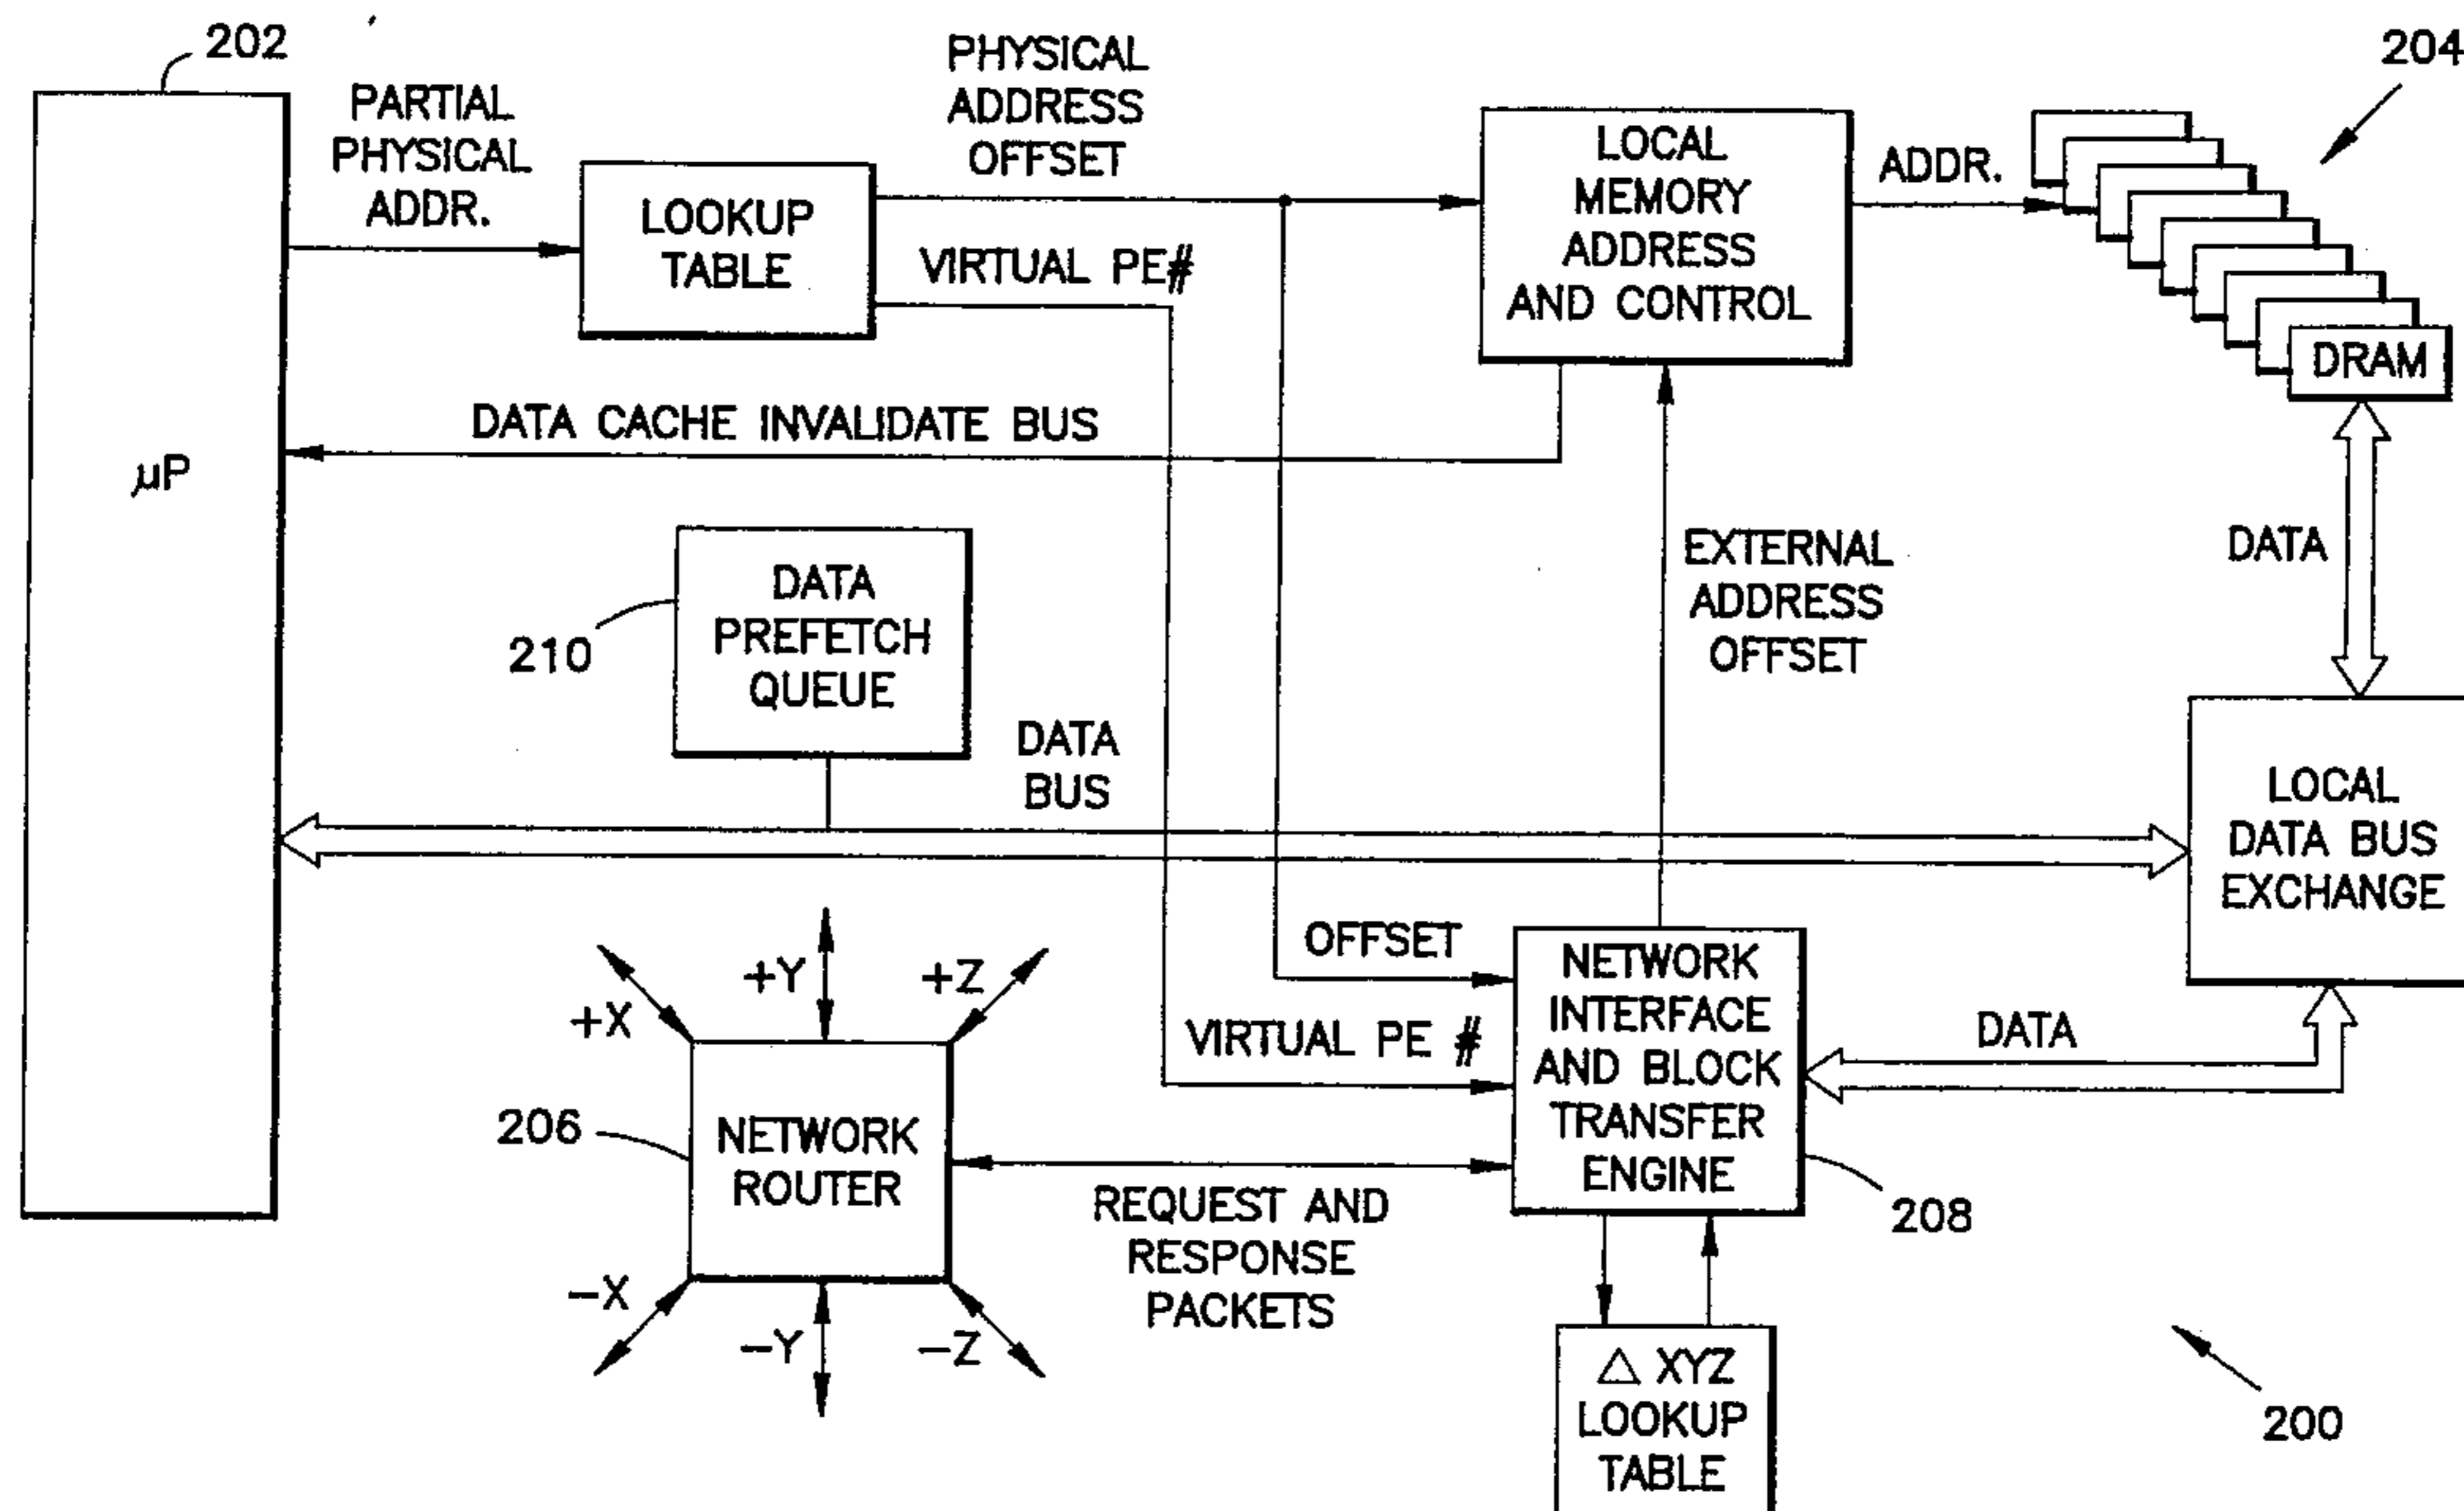 202
PARTIAL
PHYSICAL
ADDR.
PHYSICAL
ADDRESS
OFFSET
204
LOOKUP
TABLE
VIRTUAL PE#
LOCAL
MEMORY
ADDRESS
AND CONTROL
ADDR.
DRAM
DATA CACHE INVALIDATE BUS
µP
DATA
PREFETCH
QUEUE
210
DATA
BUS
EXTERNAL
ADDRESS
OFFSET
DATA
LOCAL
DATA BUS
EXCHANGE
OFFSET
VIRTUAL PE #
NETWORK
INTERFACE
AND BLOCK
TRANSFER
ENGINE
DATA
208
+X
+Y
+Z
206
NETWORK
ROUTER
-X
-Y
-Z
REQUEST AND
RESPONSE
PACKETS
△ XYZ
LOOKUP
TABLE
200